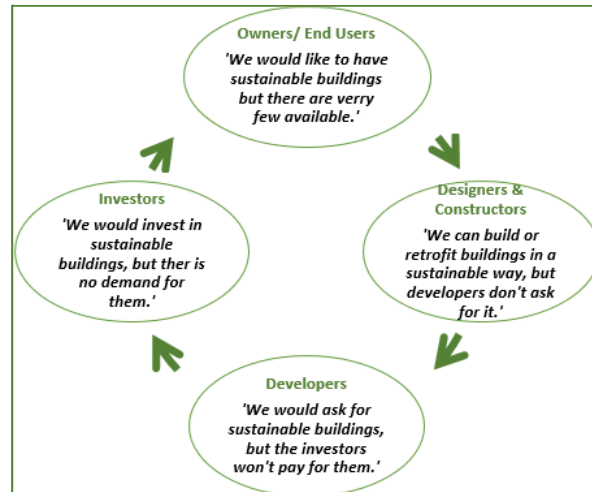 Owners/ End Users
'We would like to have
sustainable buildings
but there are verry
few available.'
Designers &
Constructors
'We can build or
retrofit buildings in a
sustainable way, but
developers don't ask
for it.'
Developers
'We would ask for
sustainable buildings,
but the investors
won't pay for them.'
Investors
'We would invest in
sustainable
buildings, but ther is
no demand for
them.'